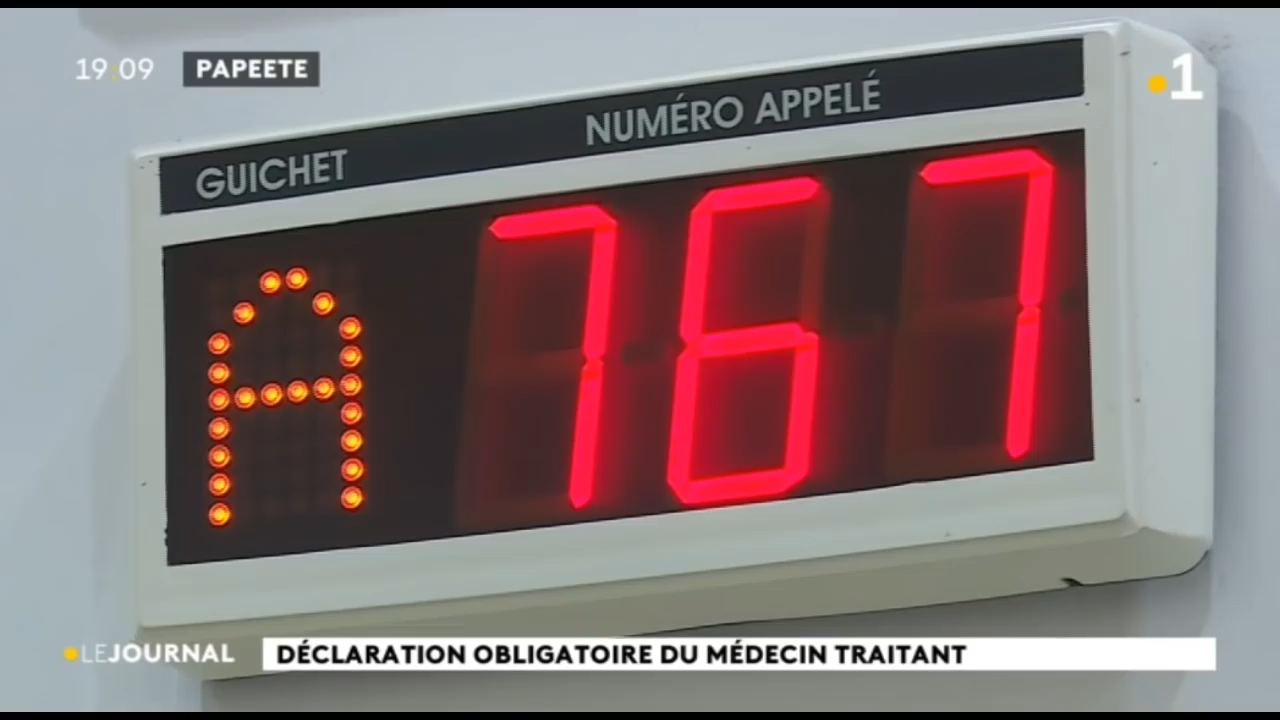 19:09 PAPEETE
1
GUICHET NUMÉRO APPELÉ
A 767
LEJOURNAL DÉCLARATION OBLIGATOIRE DU MÉDECIN TRAITANT